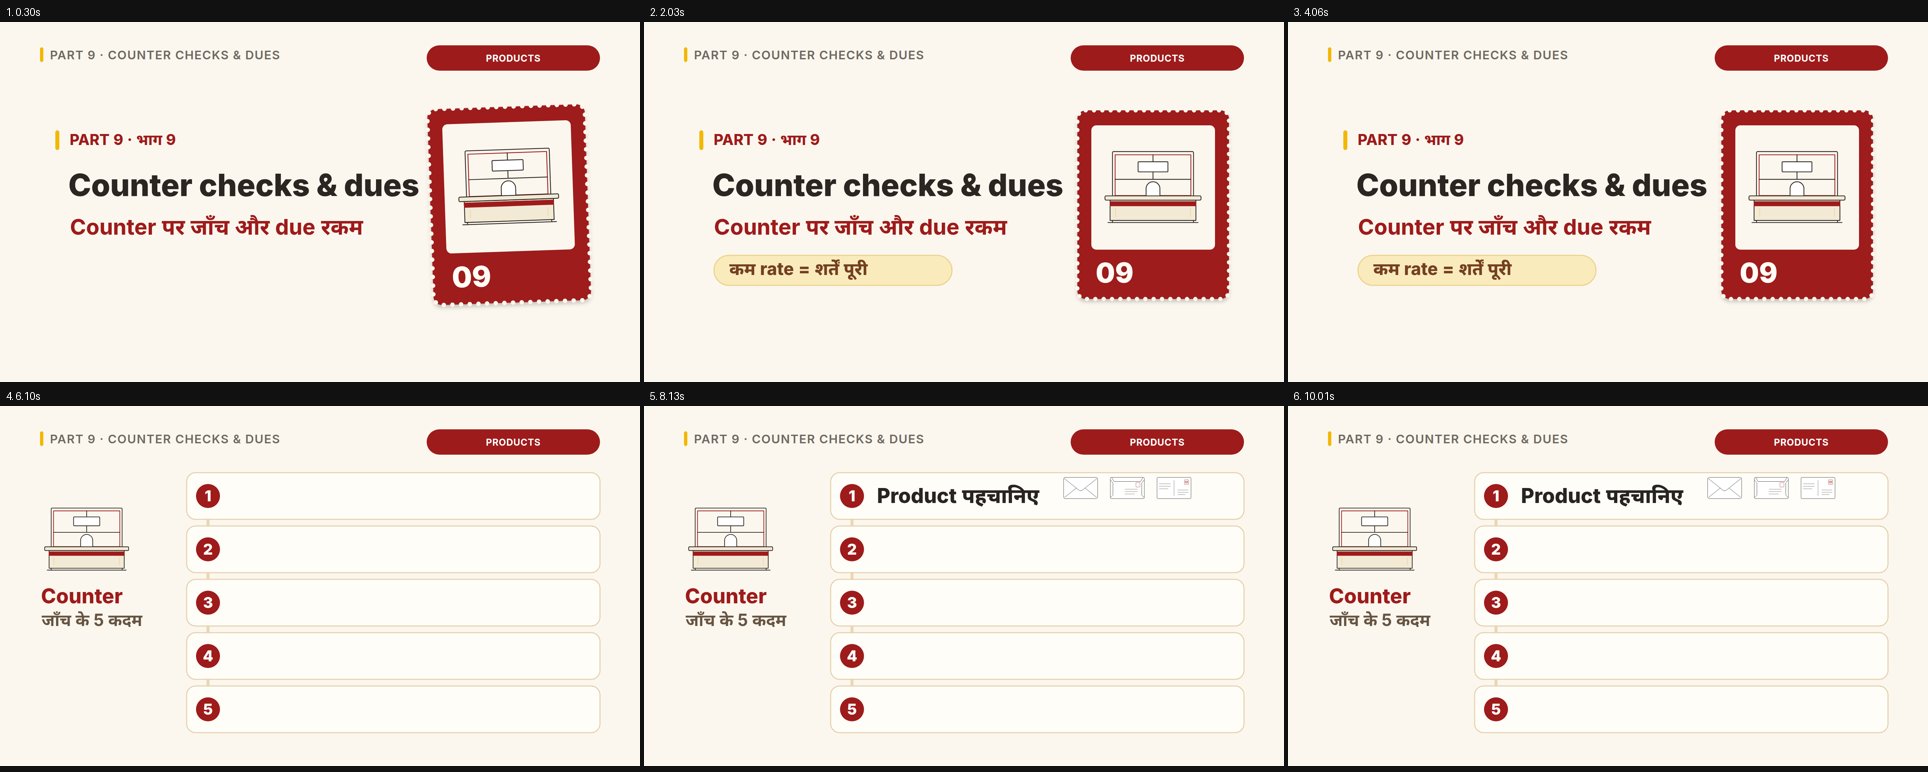 1. 0.30s
PART 9 · COUNTER CHECKS & DUES
PRODUCTS
PART 9 · भाग 9
Counter checks & dues
Counter पर जाँच और due रकम
09
2. 2.03s
PART 9 · COUNTER CHECKS & DUES
PRODUCTS
PART 9 · भाग 9
Counter checks & dues
Counter पर जाँच और due रकम
कम rate = शर्तें पूरी
09
3. 4.06s
PART 9 · COUNTER CHECKS & DUES
PRODUCTS
PART 9 · भाग 9
Counter checks & dues
Counter पर जाँच और due रकम
कम rate = शर्तें पूरी
09
4. 6.10s
PART 9 · COUNTER CHECKS & DUES
PRODUCTS
Counter
जाँच के 5 कदम
1
2
3
4
5
5. 8.13s
PART 9 · COUNTER CHECKS & DUES
PRODUCTS
Counter
जाँच के 5 कदम
1 Product पहचानिए
2
3
4
5
6. 10.01s
PART 9 · COUNTER CHECKS & DUES
PRODUCTS
Counter
जाँच के 5 कदम
1 Product पहचानिए
2
3
4
5